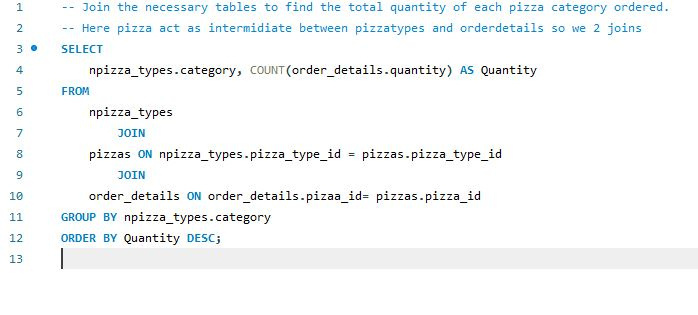 1 -- Join the necessary tables to find the total quantity of each pizza category ordered.
2 -- Here pizza act as intermidiate between pizzatypes and orderdetails so we 2 joins
3 SELECT
4 npizza_types.category, COUNT(order_details.quantity) AS Quantity
5 FROM
6 npizza_types
7 JOIN
8 pizzas ON npizza_types.pizza_type_id = pizzas.pizza_type_id
9 JOIN
10 order_details ON order_details.pizaa_id= pizzas.pizza_id
11 GROUP BY npizza_types.category
12 ORDER BY Quantity DESC;
13